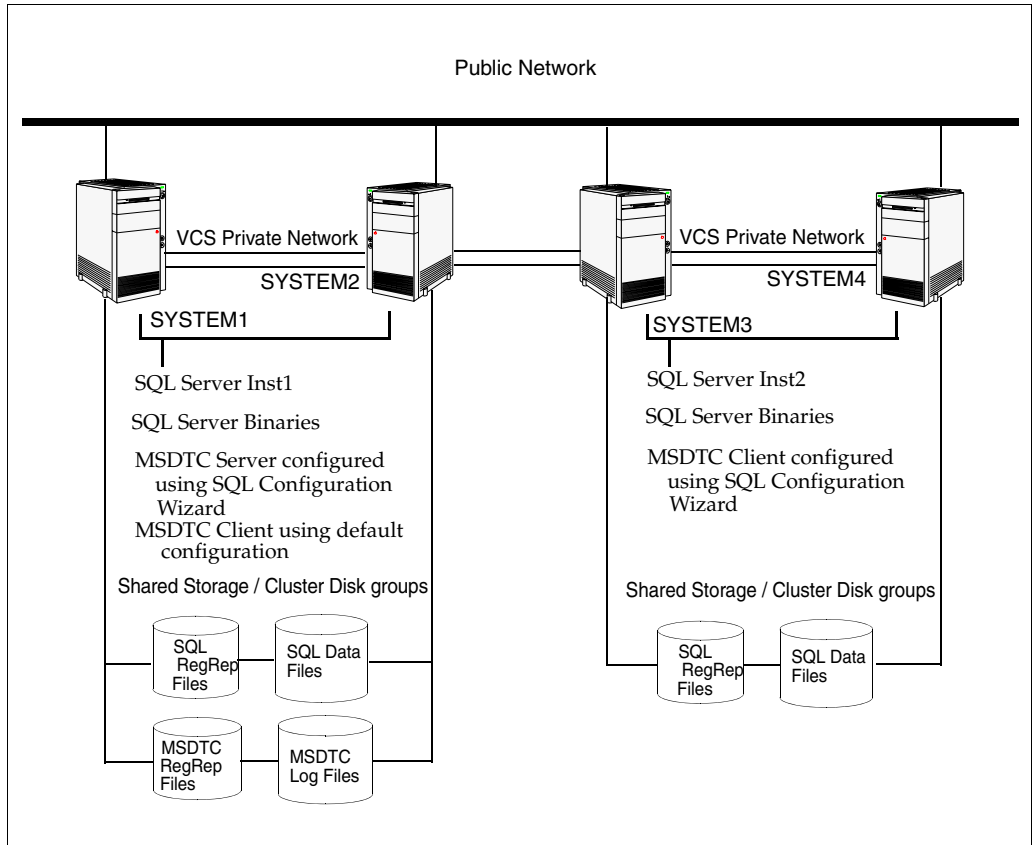 Public Network
VCS Private Network
SYSTEM2
SYSTEM1
SQL Server Inst1
SQL Server Binaries
MSDTC Server configured
using SQL Configuration
Wizard
MSDTC Client using default
configuration
Shared Storage / Cluster Disk groups
SQL
RegRep
Files
SQL Data
Files
MSDTC
RegRep
Files
MSDTC
Log Files
VCS Private Network
SYSTEM4
SYSTEM3
SQL Server Inst2
SQL Server Binaries
MSDTC Client configured
using SQL Configuration
Wizard
Shared Storage / Cluster Disk groups
SQL
RegRep
Files
SQL Data
Files